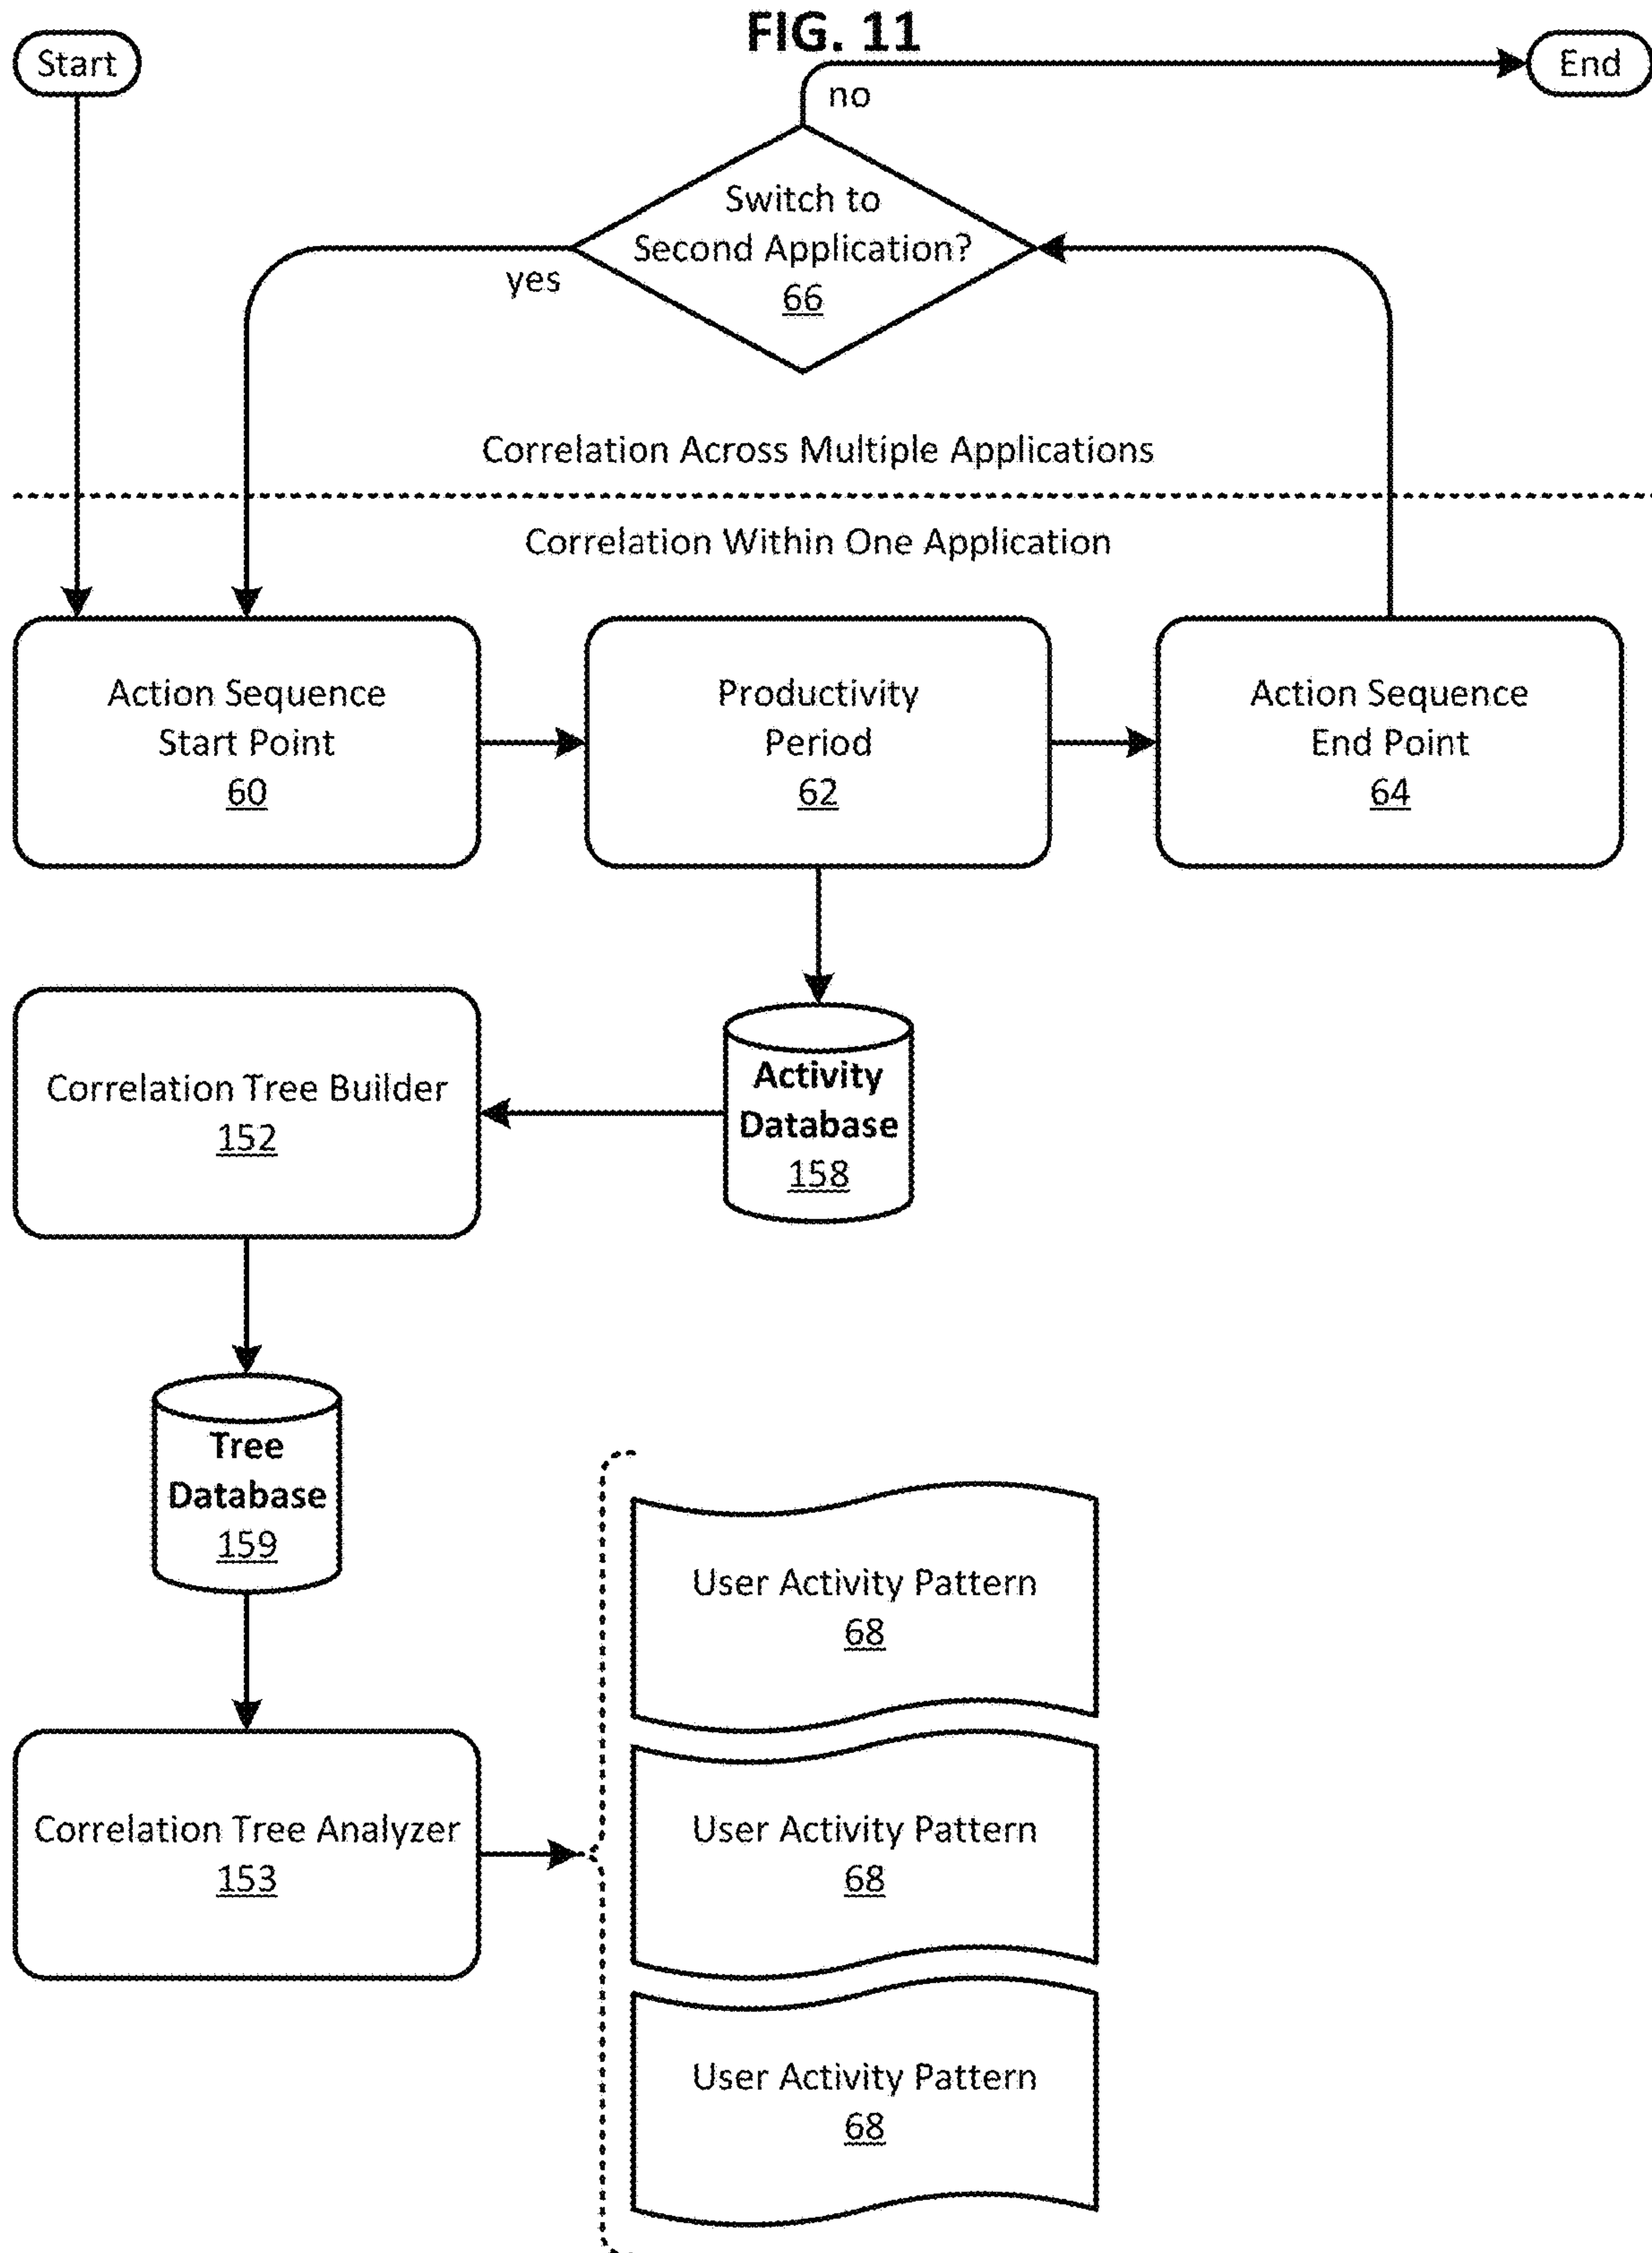 FIG. 11
Start
End
no
Switch to
Second Application?
66
yes
Correlation Across Multiple Applications
Correlation Within One Application
Action Sequence
Start Point
60
Productivity
Period
62
Action Sequence
End Point
64
Correlation Tree Builder
152
Activity
Database
158
Tree
Database
159
User Activity Pattern
68
Correlation Tree Analyzer
153
User Activity Pattern
68
User Activity Pattern
68